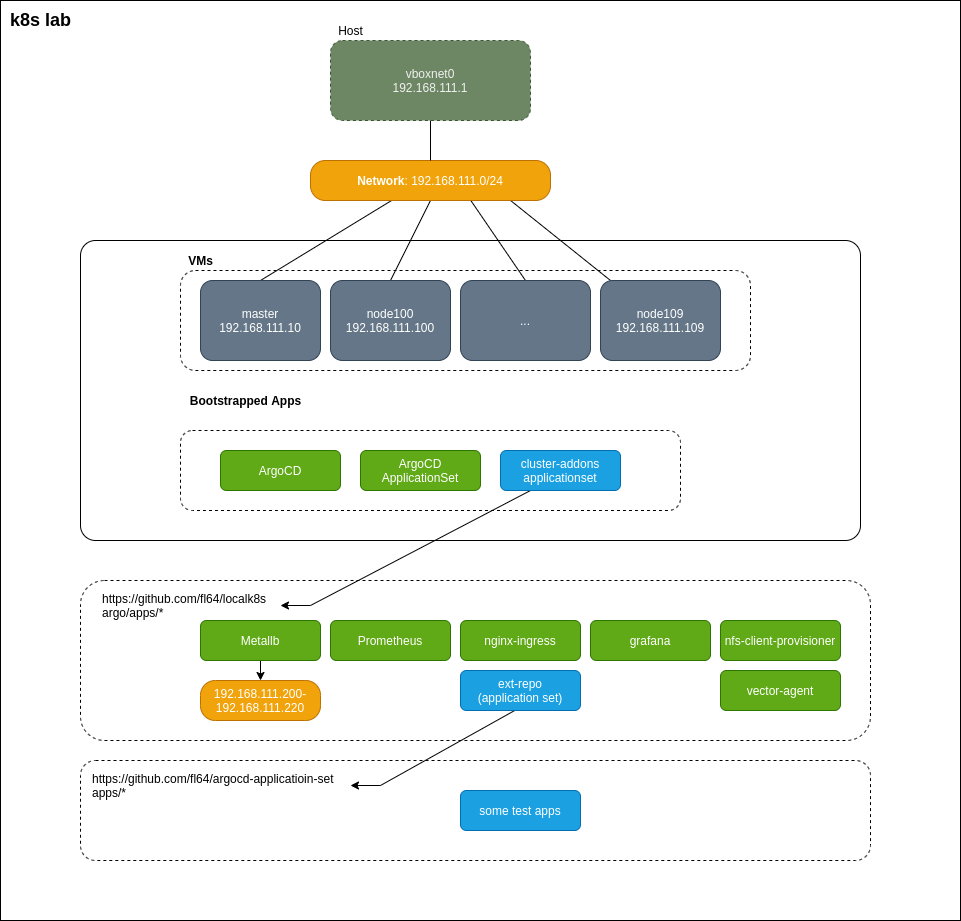 k8s lab
Host
vboxnet0
192.168.111.1
Network: 192.168.111.0/24
VMs
master
192.168.111.10
node100
192.168.111.100
...
node109
192.168.111.109
Bootstrapped Apps
ArgoCD
ArgoCD
ApplicationSet
cluster-addons
applicationset
https://github.com/fl64/localk8s
argo/apps/*
Metallb
Prometheus
nginx-ingress
grafana
nfs-client-provisioner
192.168.111.200-
192.168.111.220
ext-repo
(application set)
vector-agent
https://github.com/fl64/argocd-applicatioin-set
apps/*
some test apps